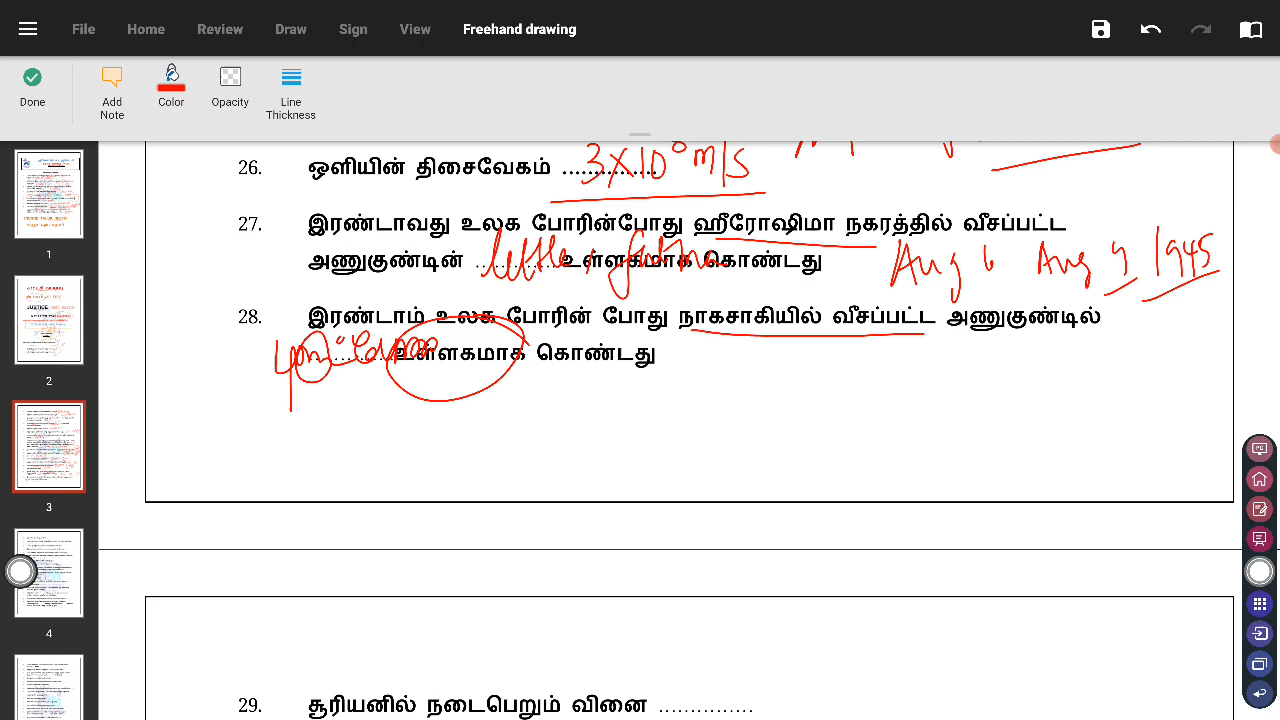 File Home Review Draw Sign View Freehand drawing
Done Add Note Color Opacity Line Thickness
26. ஒளியின் திசைவேகம் ............... 3×10⁸ m/s
27. இரண்டாவது உலக போரின்போது ஹீரோஷிமா நகரத்தில் வீசப்பட்ட
அணுகுண்டின் ............... உள்ளகமாக கொண்டது Aug 6 Aug 9 1945
28. இரண்டாம் உலக போரின் போது நாகசாகியில் வீசப்பட்ட அணுகுண்டில்
............... உள்ளகமாக கொண்டது
29. சூரியனில் நடைபெறும் வினை ...............
1
2
3
4